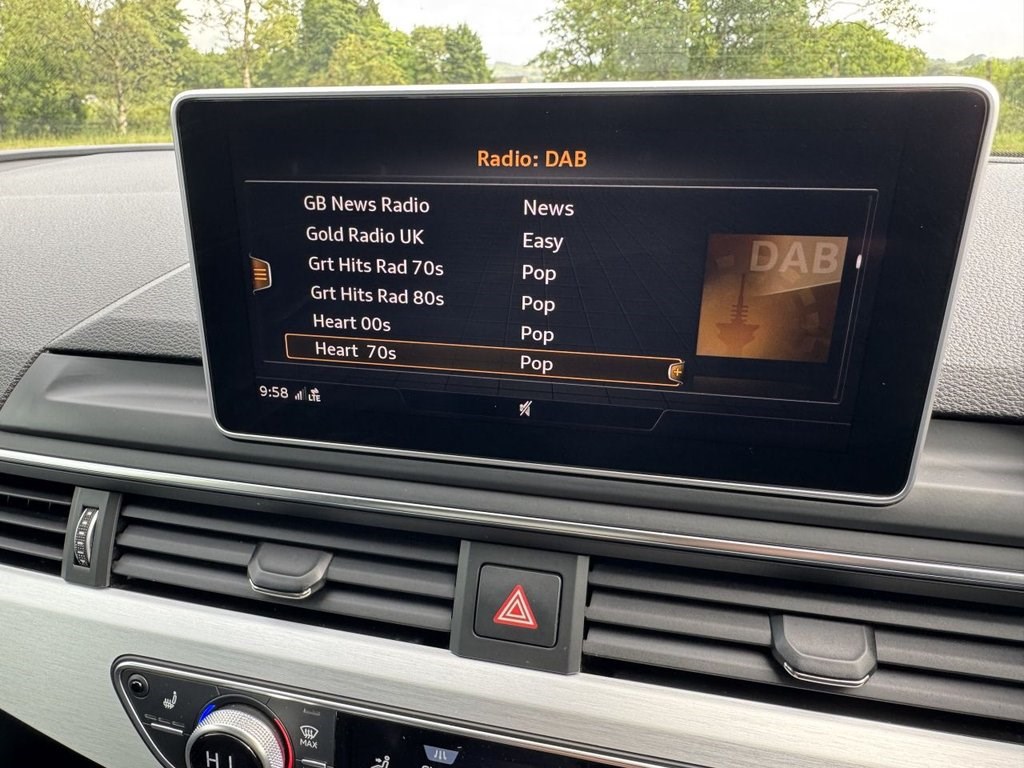 Radio: DAB
GB News Radio News
Gold Radio UK Easy
Grt Hits Rad 70s Pop
Grt Hits Rad 80s Pop
Heart 00s Pop
Heart 70s Pop
DAB
9:58 LTE
MAX
HI